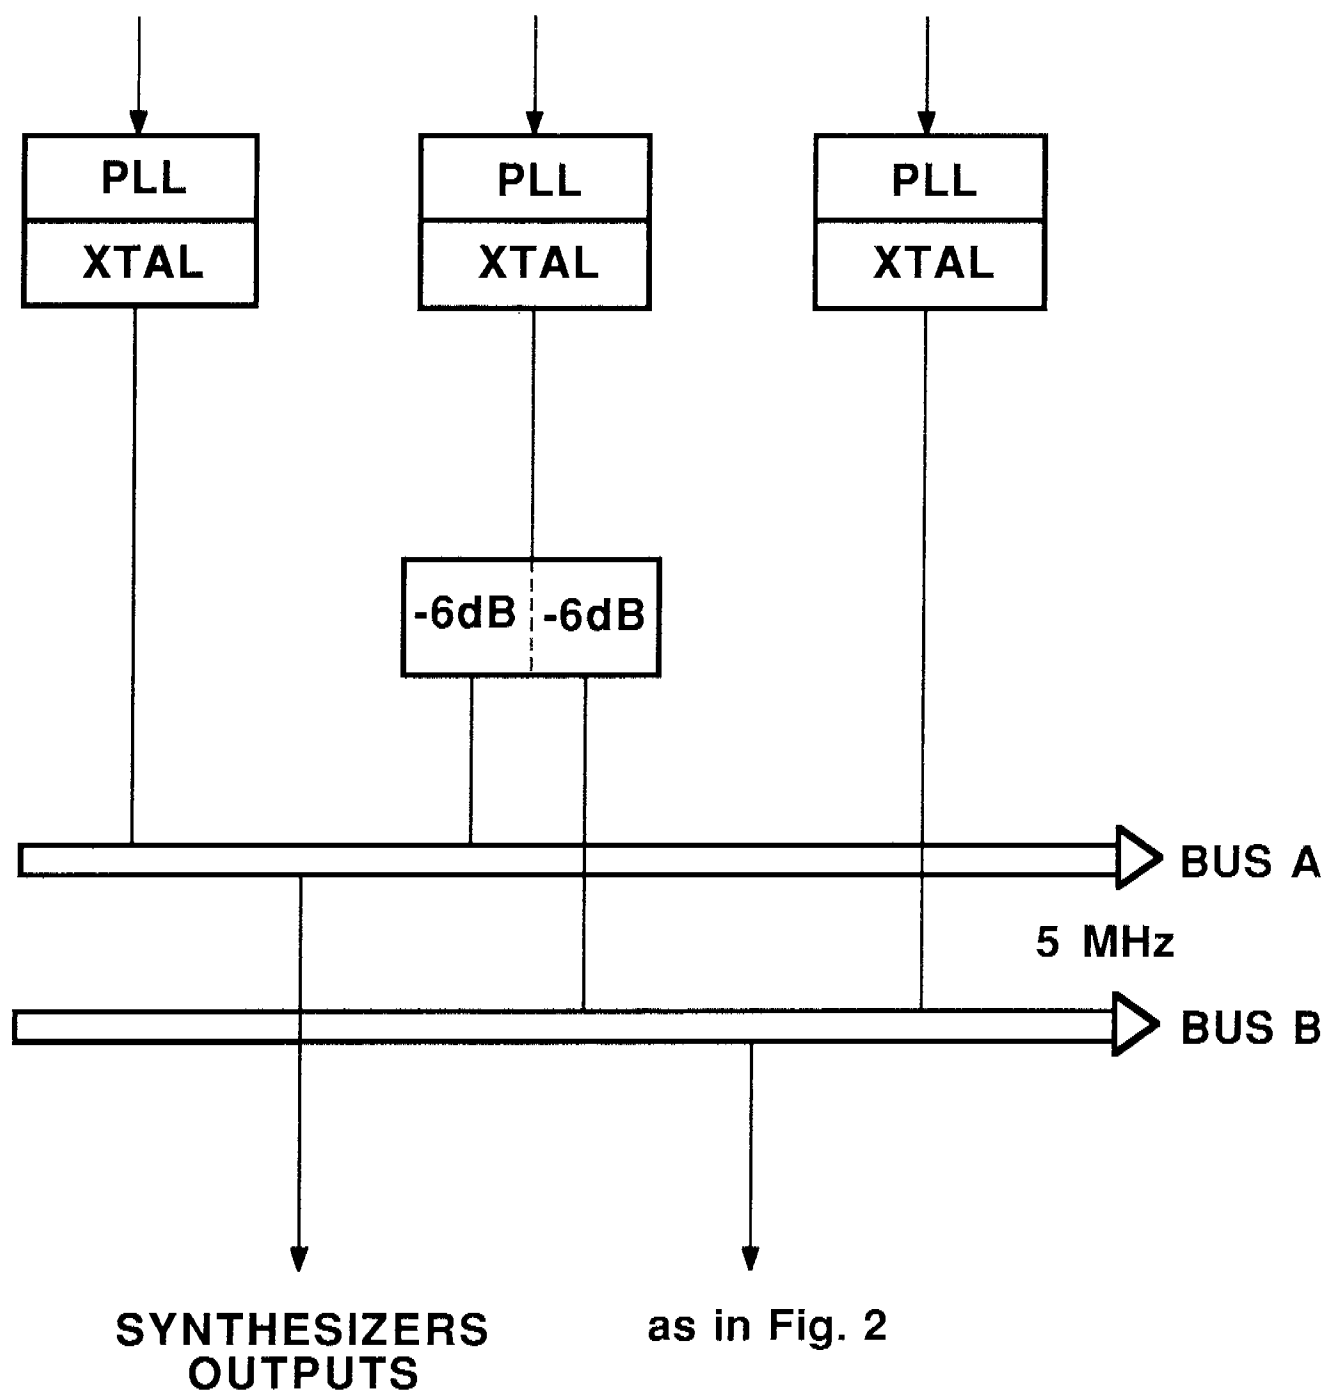 PLL
PLL
PLL
XTAL
XTAL
XTAL
-6dB
-6dB
BUS A
5 MHz
BUS B
SYNTHESIZERS
OUTPUTS
as in Fig. 2